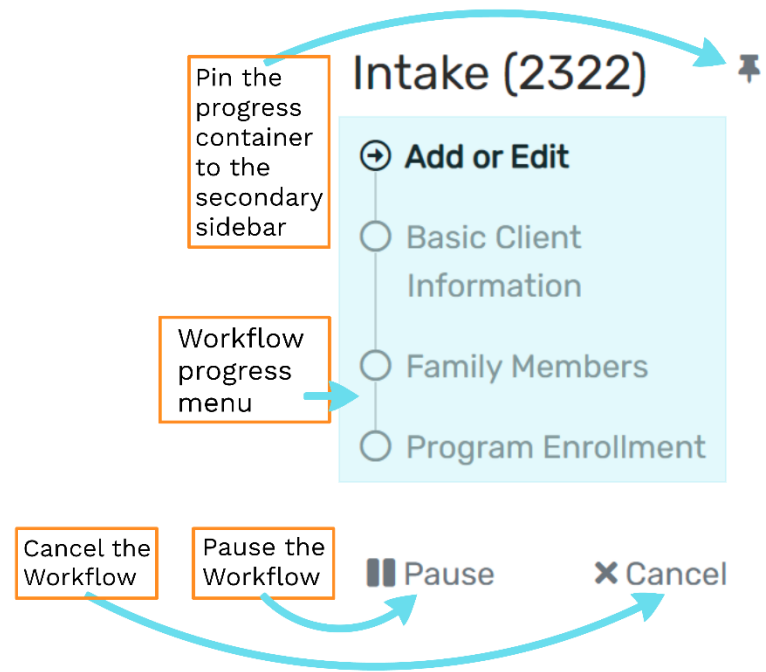 Pin the
progress
container
to the
secondary
sidebar
Intake (2322)
Add or Edit
Basic Client
Information
Family Members
Program Enrollment
Workflow
progress
menu
Cancel the
Workflow
Pause the
Workflow
Pause
Cancel